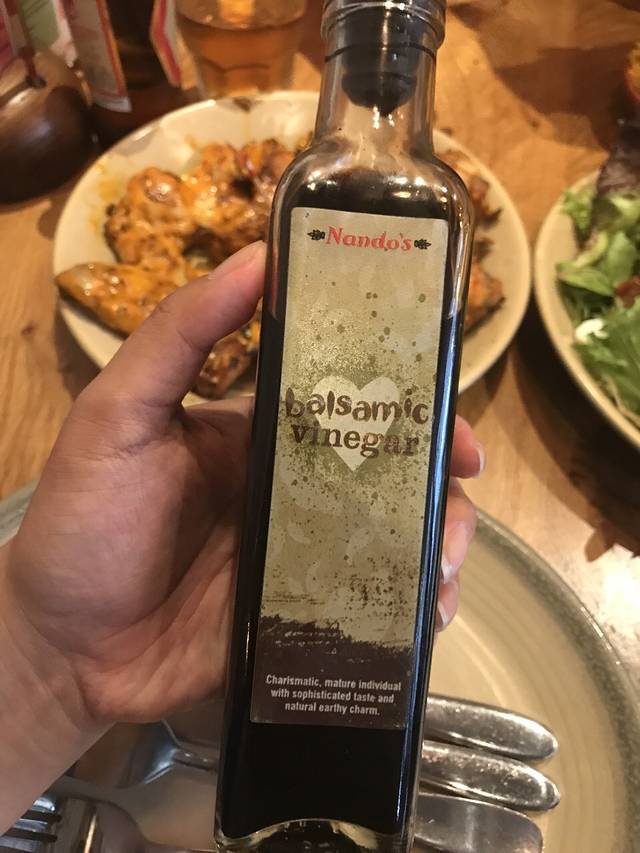 Nando's
balsamic
vinegar
Charismatic, mature individual
with sophisticated taste and
natural earthy charm.